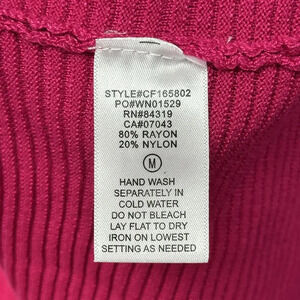 STYLE#CF165802
PO#WN01529
RN#84319
CA#07043
80% RAYON
20% NYLON
M
HAND WASH
SEPARATELY IN
COLD WATER
DO NOT BLEACH
LAY FLAT TO DRY
IRON ON LOWEST
SETTING AS NEEDED